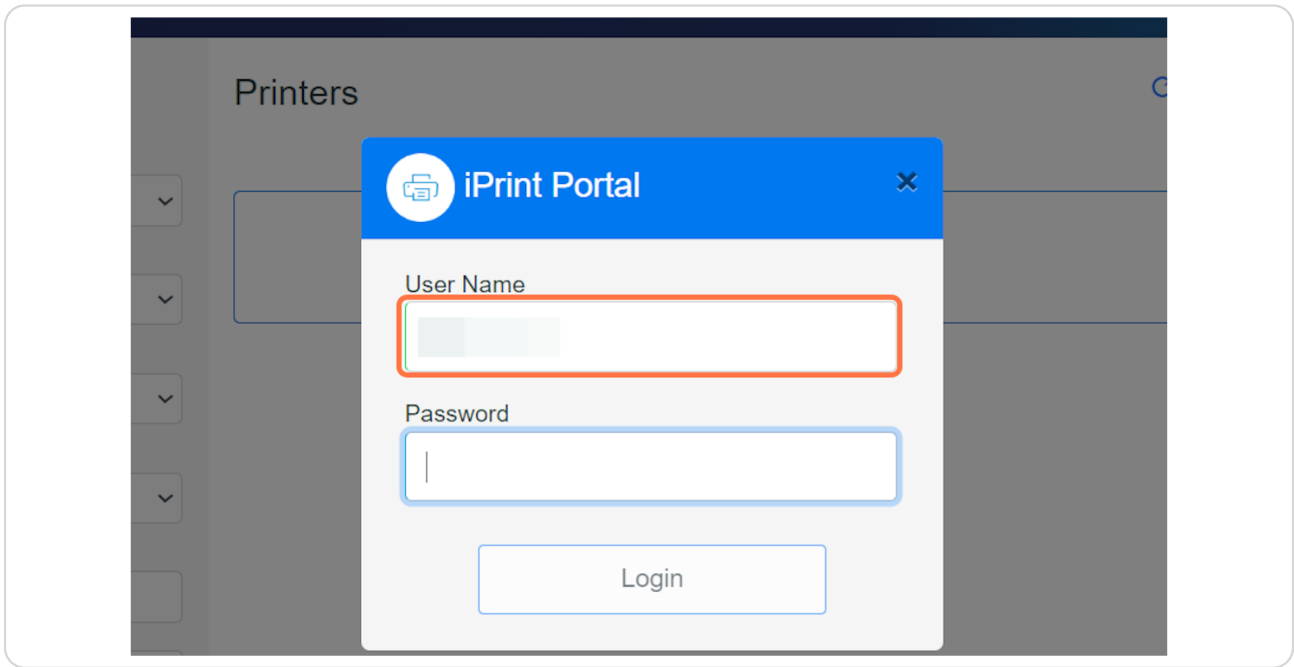 Printers
iPrint Portal
User Name
Password
Login